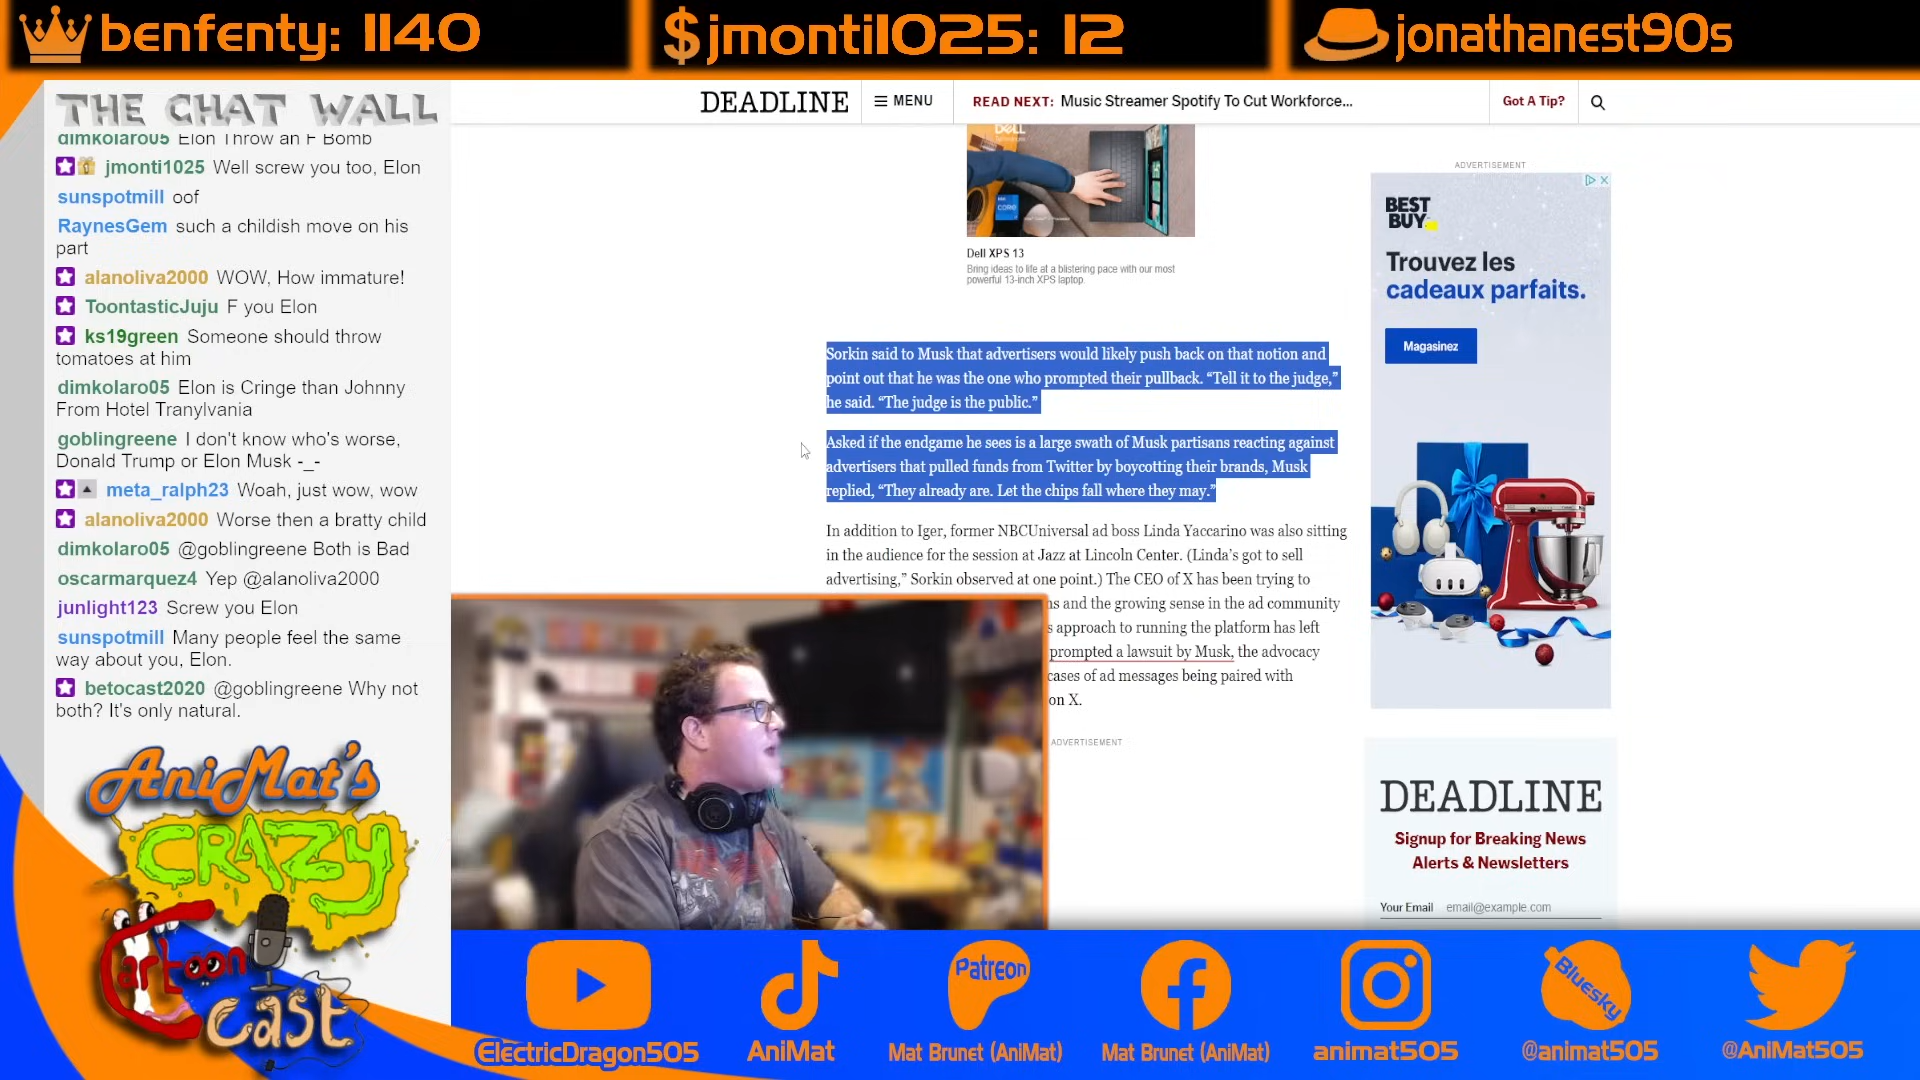 benfenty: 1140
$jmonti1025: 12
jonathanest90s
THE CHAT WALL
dimkolaro05 Elon Throw an F Bomb
jmonti1025 Well screw you too, Elon
sunspotmill oof
RaynesGem such a childish move on his
part
alanoliva2000 WOW, How immature!
ToontasticJuju F you Elon
ks19green Someone should throw
tomatoes at him
dimkolaro05 Elon is Cringe than Johnny
From Hotel Tranylvania
goblingreene I don't know who's worse,
Donald Trump or Elon Musk -_-
meta_ralph23 Woah, just wow, wow
alanoliva2000 Worse then a bratty child
dimkolaro05 @goblingreene Both is Bad
oscarmarquez4 Yep @alanoliva2000
junlight123 Screw you Elon
sunspotmill Many people feel the same
way about you, Elon.
betocast2020 @goblingreene Why not
both? It's only natural.
AniMat's
CRAZY
Cartoon
Cast
DEADLINE
MENU
READ NEXT: Music Streamer Spotify To Cut Workforce...
Got A Tip?
DELL
Dell XPS 13
Bring ideas to life at a blistering pace with our most
powerful 13-inch XPS laptop.
Sorkin said to Musk that advertisers would likely push back on that notion and
point out that he was the one who prompted their pullback. “Tell it to the judge,”
he said. “The judge is the public.”
Asked if the endgame he sees is a large swath of Musk partisans reacting against
advertisers that pulled funds from Twitter by boycotting their brands, Musk
replied, “They already are. Let the chips fall where they may.”
In addition to Iger, former NBCUniversal ad boss Linda Yaccarino was also sitting
in the audience for the session at Jazz at Lincoln Center. (Linda’s got to sell
advertising,” Sorkin observed at one point.) The CEO of X has been trying to
ns and the growing sense in the ad community
s approach to running the platform has left
prompted a lawsuit by Musk, the advocacy
cases of ad messages being paired with
on X.
ADVERTISEMENT
ADVERTISEMENT
BEST
BUY
Trouvez les
cadeaux parfaits.
Magasinez
DEADLINE
Signup for Breaking News
Alerts & Newsletters
Your Email email@example.com
ElectricDragon505
AniMat
Patreon
Mat Brunet (AniMat)
Mat Brunet (AniMat)
animat505
Bluesky
@animat505
@AniMat505